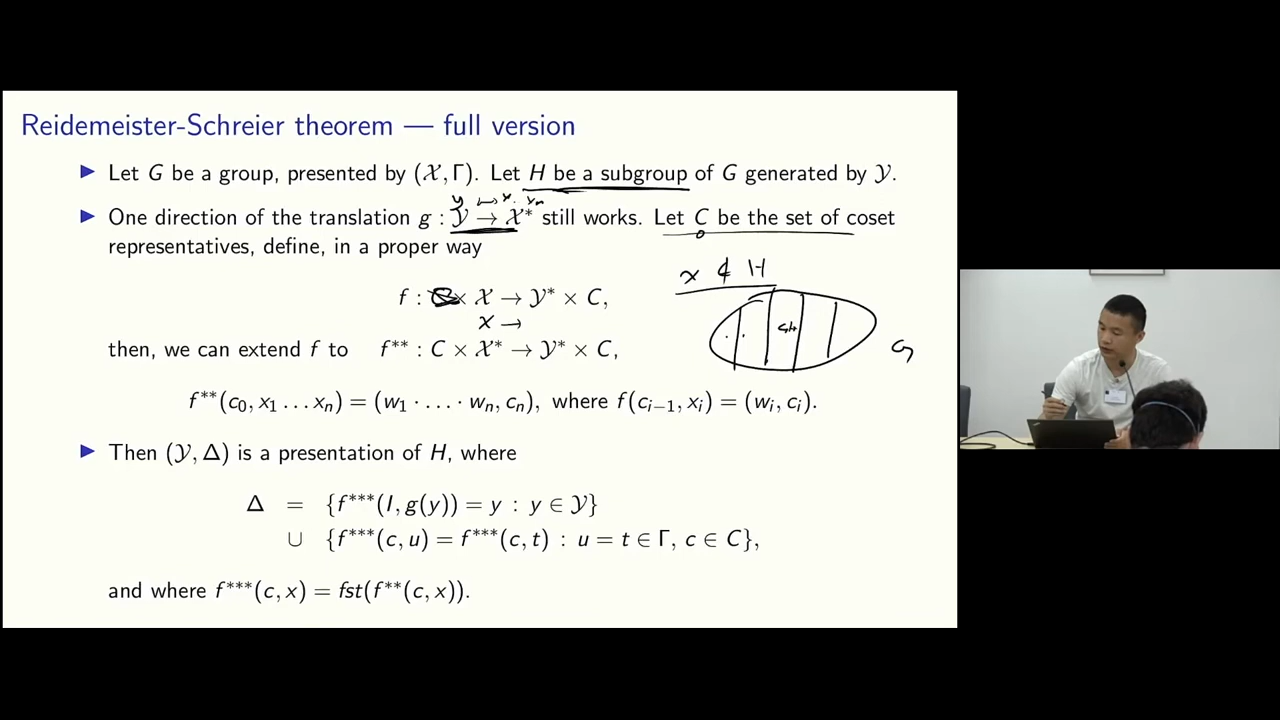 Reidemeister-Schreier theorem — full version
▶ Let G be a group, presented by (𝒳, Γ). Let H be a subgroup of G generated by 𝒴.
y ↦ x. xₙ
▶ One direction of the translation g : 𝒴 → 𝒳* still works. Let C be the set of coset
representatives, define, in a proper way
x ∉ H
f : C × 𝒳 → 𝒴* × C,
x →
G
then, we can extend f to f** : C × 𝒳* → 𝒴* × C,
f**(c₀, x₁ … xₙ) = (w₁ · … · wₙ, cₙ), where f(cᵢ₋₁, xᵢ) = (wᵢ, cᵢ).
▶ Then (𝒴, Δ) is a presentation of H, where
Δ = {f***(I, g(y)) = y : y ∈ 𝒴}
∪ {f***(c, u) = f***(c, t) : u = t ∈ Γ, c ∈ C},
and where f***(c, x) = fst(f**(c, x)).